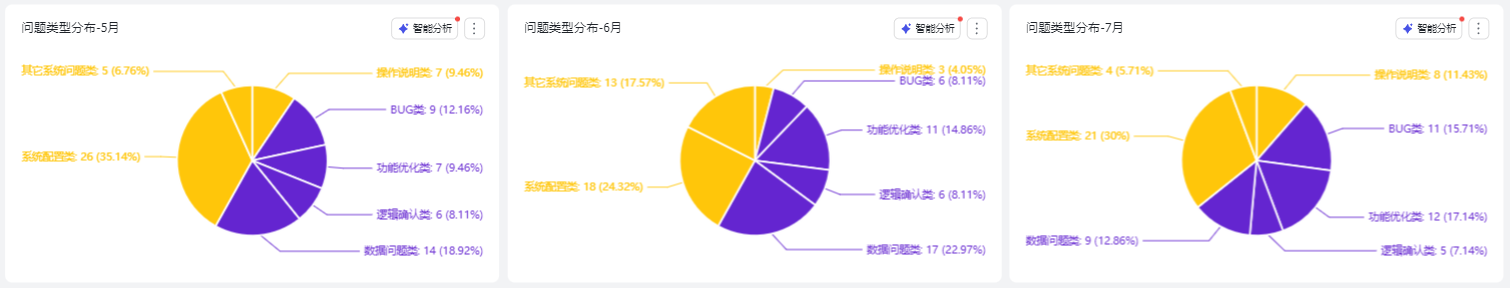 问题类型分布-5月
智能分析
其它系统问题类: 5 (6.76%)
操作说明类: 7 (9.46%)
BUG类: 9 (12.16%)
系统配置类: 26 (35.14%)
功能优化类: 7 (9.46%)
逻辑确认类: 6 (8.11%)
数据问题类: 14 (18.92%)
问题类型分布-6月
智能分析
操作说明类: 3 (4.05%)
其它系统问题类: 13 (17.57%)
BUG类: 6 (8.11%)
功能优化类: 11 (14.86%)
系统配置类: 18 (24.32%)
逻辑确认类: 6 (8.11%)
数据问题类: 17 (22.97%)
问题类型分布-7月
智能分析
其它系统问题类: 4 (5.71%)
操作说明类: 8 (11.43%)
BUG类: 11 (15.71%)
系统配置类: 21 (30%)
功能优化类: 12 (17.14%)
数据问题类: 9 (12.86%)
逻辑确认类: 5 (7.14%)